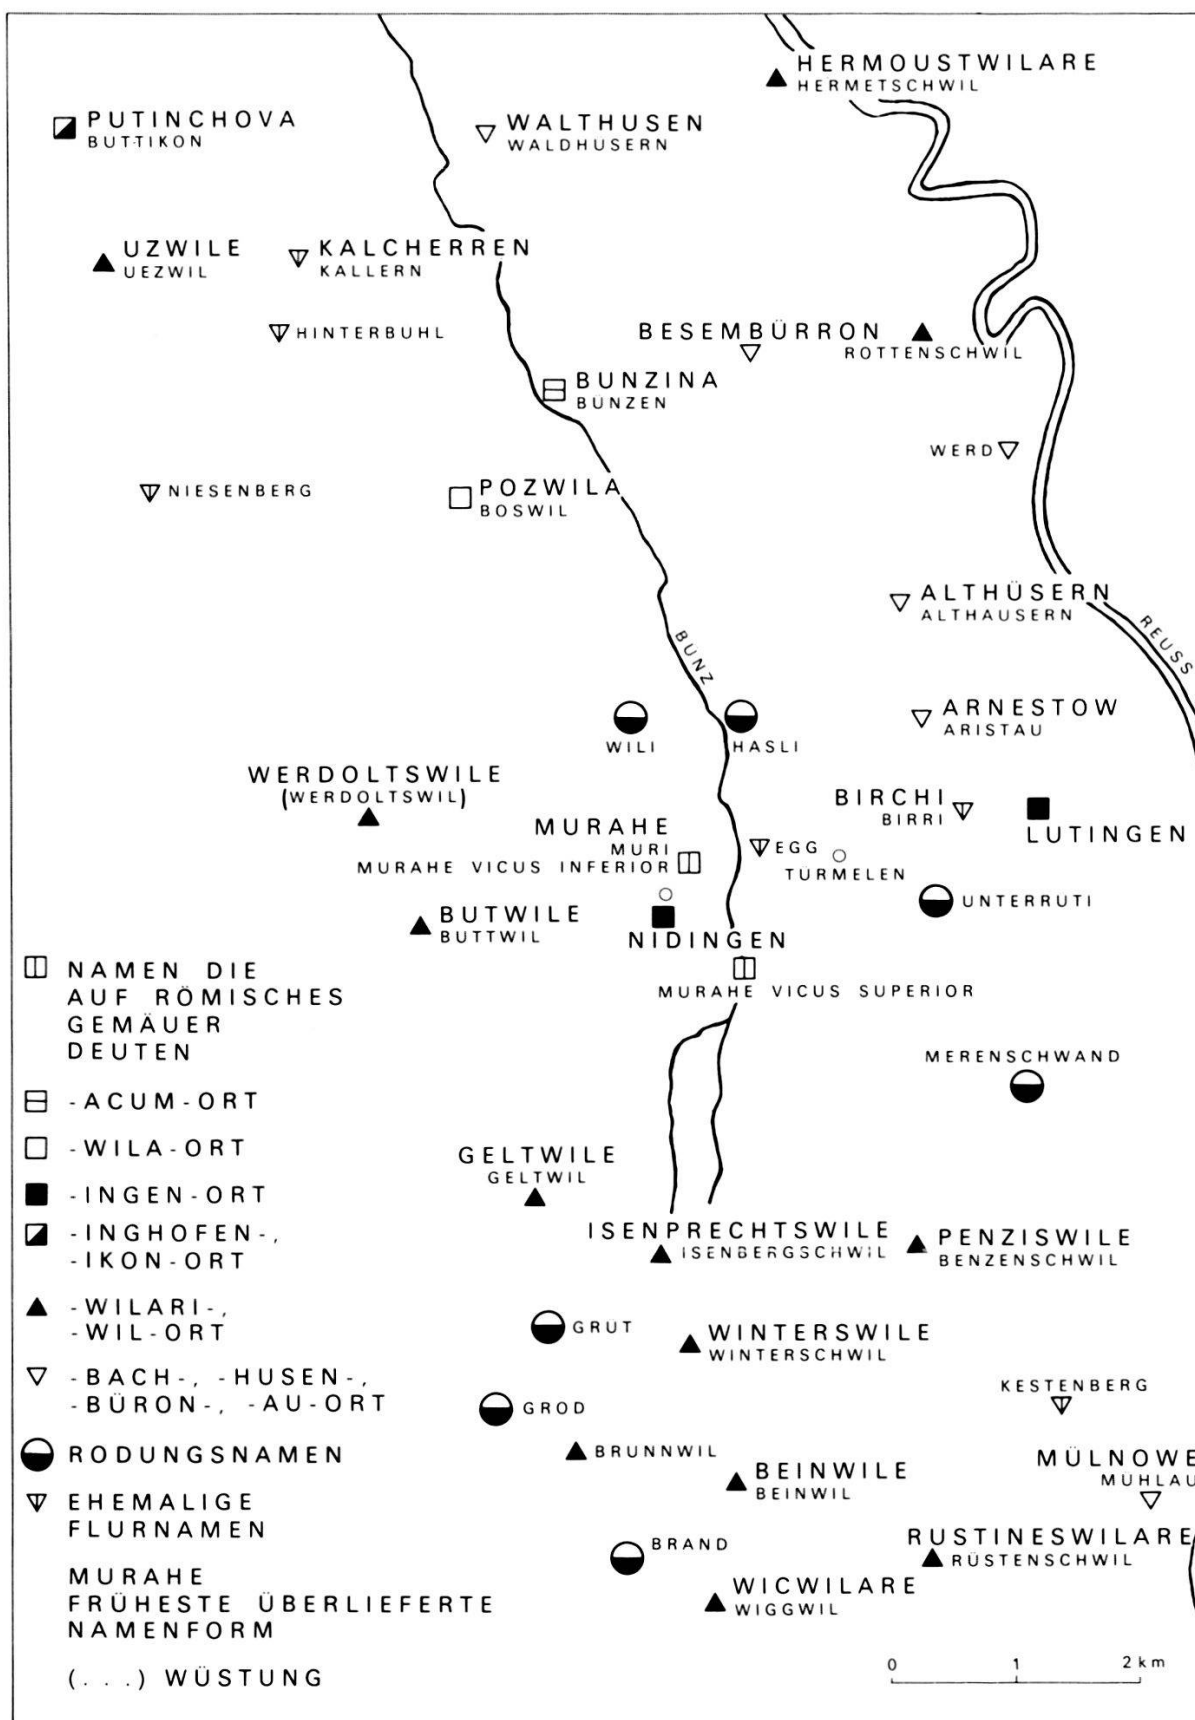 HERMOUSTWILARE
HERMETSCHWIL
PUTINCHOVA
BUTTIKON
WALTHUSEN
WALDHUSERN
UZWILE
UEZWIL
KALCHERREN
KALLERN
HINTERBUHL
BESEMBÜRRON
ROTTENSCHWIL
BUNZINA
BÜNZEN
WERD
NIESENBERG
POZWILA
BOSWIL
ALTHÜSERN
ALTHAUSERN
REUSS
BÜNZ
ARNESTOW
ARISTAU
WILI
HASLI
WERDOLTSWILE
(WERDOLTSWIL)
BIRCHI
BIRRI
LUTINGEN
MURAHE
MURI
MURAHE VICUS INFERIOR
EGG
TÜRMELEN
UNTERRUTI
BUTWILE
BUTTWIL
NIDINGEN
MURAHE VICUS SUPERIOR
MERENSCHWAND
GELTWILE
GELTWIL
ISENPRECHTSWILE
ISENBERGSCHWIL
PENZISWILE
BENZENSCHWIL
GRUT
WINTERSWILE
WINTERSCHWIL
KESTENBERG
GROD
BRUNNWIL
BEINWILE
BEINWIL
MÜLNOWE
MÜHLAU
BRAND
RUSTINESWILARE
RÜSTENSCHWIL
WICWILARE
WIGGWIL
NAMEN DIE
AUF RÖMISCHES
GEMÄUER
DEUTEN
-ACUM-ORT
-WILA-ORT
-INGEN-ORT
-INGHOFEN-,
-IKON-ORT
-WILARI-,
-WIL-ORT
-BACH-, -HUSEN-,
-BÜRON-, -AU-ORT
RODUNGSNAMEN
EHEMALIGE
FLURNAMEN
MURAHE
FRÜHESTE ÜBERLIEFERTE
NAMENFORM
(...) WÜSTUNG
0 1 2 km